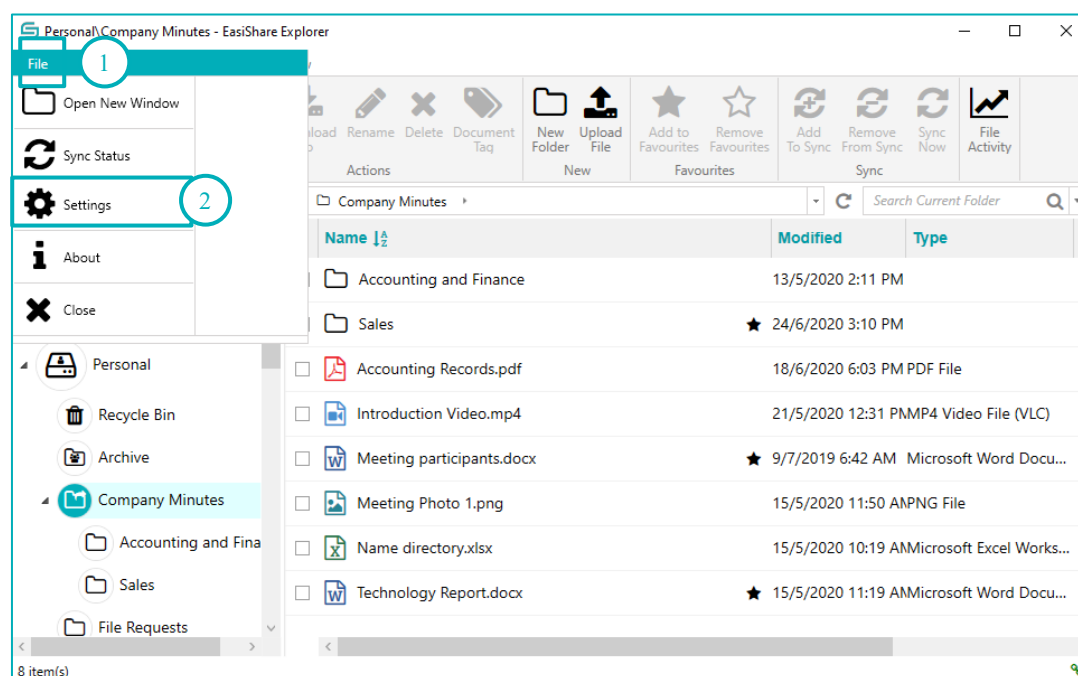 Personal\Company Minutes - EasiShare Explorer
File
1
Open New Window
Sync Status
Settings
2
About
Close
Rename Delete Document Tag
Actions
New Folder
Upload File
New
Add to Favourites
Remove Favourites
Favourites
Add To Sync
Remove From Sync
Sync Now
Sync
File Activity
Company Minutes
Search Current Folder
Name Modified Type
Accounting and Finance 13/5/2020 2:11 PM
Sales 24/6/2020 3:10 PM
Accounting Records.pdf 18/6/2020 6:03 PM PDF File
Introduction Video.mp4 21/5/2020 12:31 PM MP4 Video File (VLC)
Meeting participants.docx 9/7/2019 6:42 AM Microsoft Word Docu...
Meeting Photo 1.png 15/5/2020 11:50 AM PNG File
Name directory.xlsx 15/5/2020 10:19 AM Microsoft Excel Works...
Technology Report.docx 15/5/2020 11:19 AM Microsoft Word Docu...
Personal
Recycle Bin
Archive
Company Minutes
Accounting and Fina
Sales
File Requests
8 item(s)